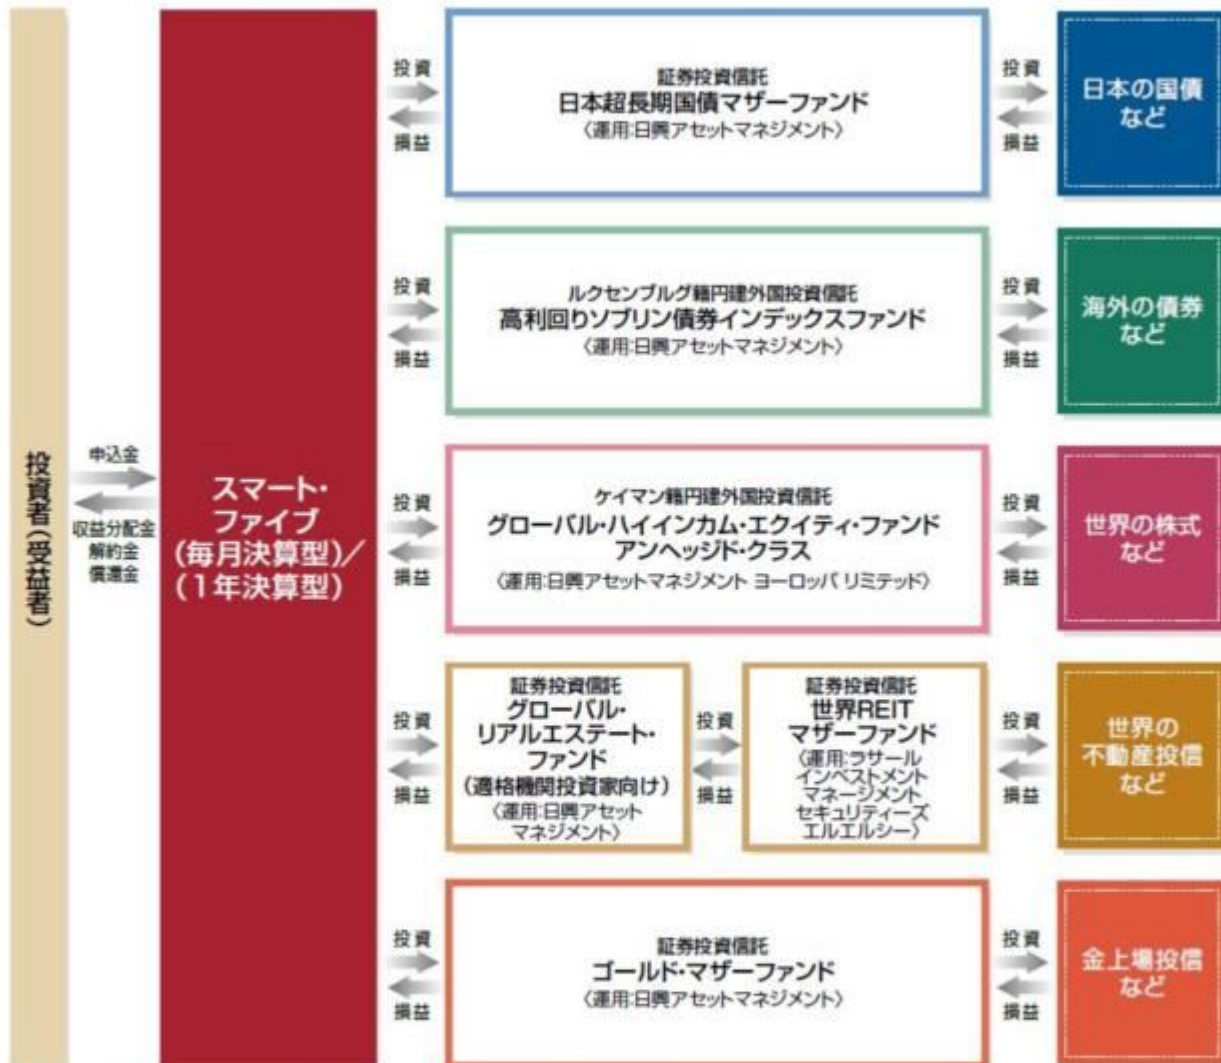 投資者(受益者)
申込金
収益分配金
解約金
償還金
スマート・
ファイブ
(毎月決算型)/
(1年決算型)
投資
損益
証券投資信託
日本超長期国債マザーファンド
〈運用:日興アセットマネジメント〉
投資
損益
日本の国債
など
投資
損益
ルクセンブルグ籍円建外国投資信託
高利回りソブリン債券インデックスファンド
〈運用:日興アセットマネジメント〉
投資
損益
海外の債券
など
投資
損益
ケイマン籍円建外国投資信託
グローバル・ハイインカム・エクイティ・ファンド
アンヘッジド・クラス
〈運用:日興アセットマネジメント ヨーロッパ リミテッド〉
投資
損益
世界の株式
など
投資
損益
証券投資信託
グローバル・
リアルエステート・
ファンド
(適格機関投資家向け)
〈運用:日興アセット
マネジメント〉
投資
損益
証券投資信託
世界REIT
マザーファンド
〈運用:ラサール
インベストメント
マネージメント
セキュリティーズ
エルエルシー〉
投資
損益
世界の
不動産投信
など
投資
損益
証券投資信託
ゴールド・マザーファンド
〈運用:日興アセットマネジメント〉
投資
損益
金上場投信
など